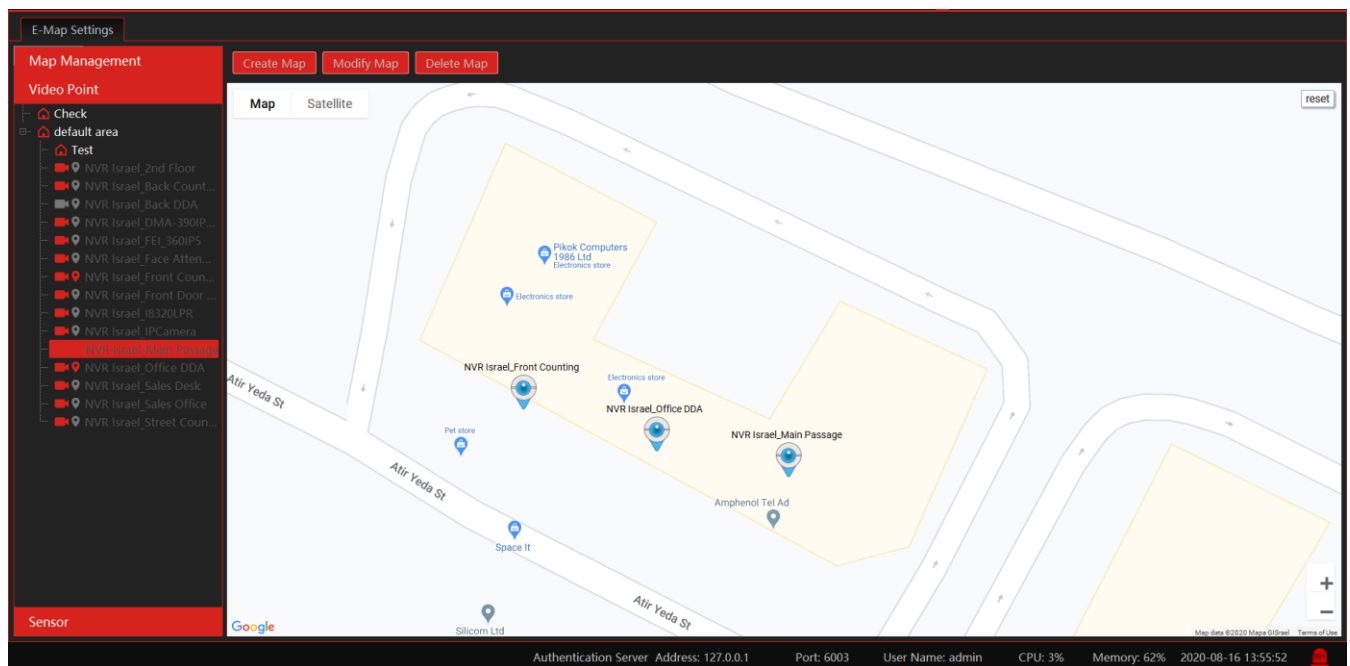 E-Map Settings
Map Management
Video Point
Check
default area
Test
NVR Israel_2nd Floor
NVR Israel_Back Count...
NVR Israel_Back DDA
NVR Israel_DMA-390IP...
NVR Israel_FEI_360IP5
NVR Israel_Face Atten...
NVR Israel_Front Coun...
NVR Israel_Front Door ...
NVR Israel_I8320LPR
NVR Israel_IPCamera
NVR Israel_Main Passage
NVR Israel_Office DDA
NVR Israel_Sales Desk
NVR Israel_Sales Office
NVR Israel_Street Coun...
Sensor
Create Map
Modify Map
Delete Map
Map
Satellite
reset
Pikok Computers
1986 Ltd
Electronics store
Electronics store
NVR Israel_Front Counting
Electronics store
NVR Israel_Office DDA
NVR Israel_Main Passage
Atir Yeda St
Pet store
Atir Yeda St
Amphenol Tel Ad
Space It
Atir Yeda St
Silicom Ltd
Google
+
−
Map data ©2020 Mapa GISrael
Terms of Use
Authentication Server Address: 127.0.0.1
Port: 6003
User Name: admin
CPU: 3%
Memory: 62%
2020-08-16 13:55:52